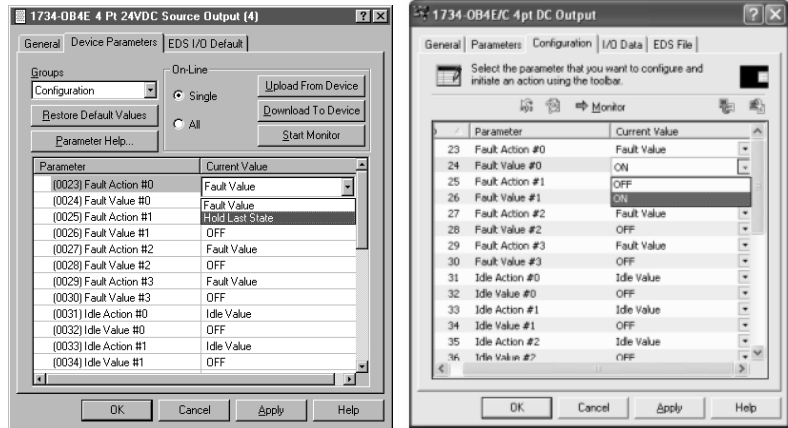 1734-OB4E 4 Pt 24VDC Source Output (4)
General Device Parameters EDS I/O Default
Groups
Configuration
Restore Default Values
Parameter Help...
On-Line
Single
All
Upload From Device
Download To Device
Start Monitor
Parameter Current Value
(0023) Fault Action #0 Fault Value
(0024) Fault Value #0 Fault Value
(0025) Fault Action #1 Hold Last State
(0026) Fault Value #1 OFF
(0027) Fault Action #2 Fault Value
(0028) Fault Value #2 OFF
(0029) Fault Action #3 Fault Value
(0030) Fault Value #3 OFF
(0031) Idle Action #0 Idle Value
(0032) Idle Value #0 OFF
(0033) Idle Action #1 Idle Value
(0034) Idle Value #1 OFF
OK Cancel Apply Help
1734-OB4E/C 4pt DC Output
General Parameters Configuration I/O Data EDS File
Select the parameter that you want to configure and
initiate an action using the toolbar.
Monitor
Parameter Current Value
23 Fault Action #0 Fault Value
24 Fault Value #0 ON
25 Fault Action #1 OFF
26 Fault Value #1 ON
27 Fault Action #2 Fault Value
28 Fault Value #2 OFF
29 Fault Action #3 Fault Value
30 Fault Value #3 OFF
31 Idle Action #0 Idle Value
32 Idle Value #0 OFF
33 Idle Action #1 Idle Value
34 Idle Value #1 OFF
35 Idle Action #2 Idle Value
36 Idle Value #2 OFF
OK Cancel Apply Help